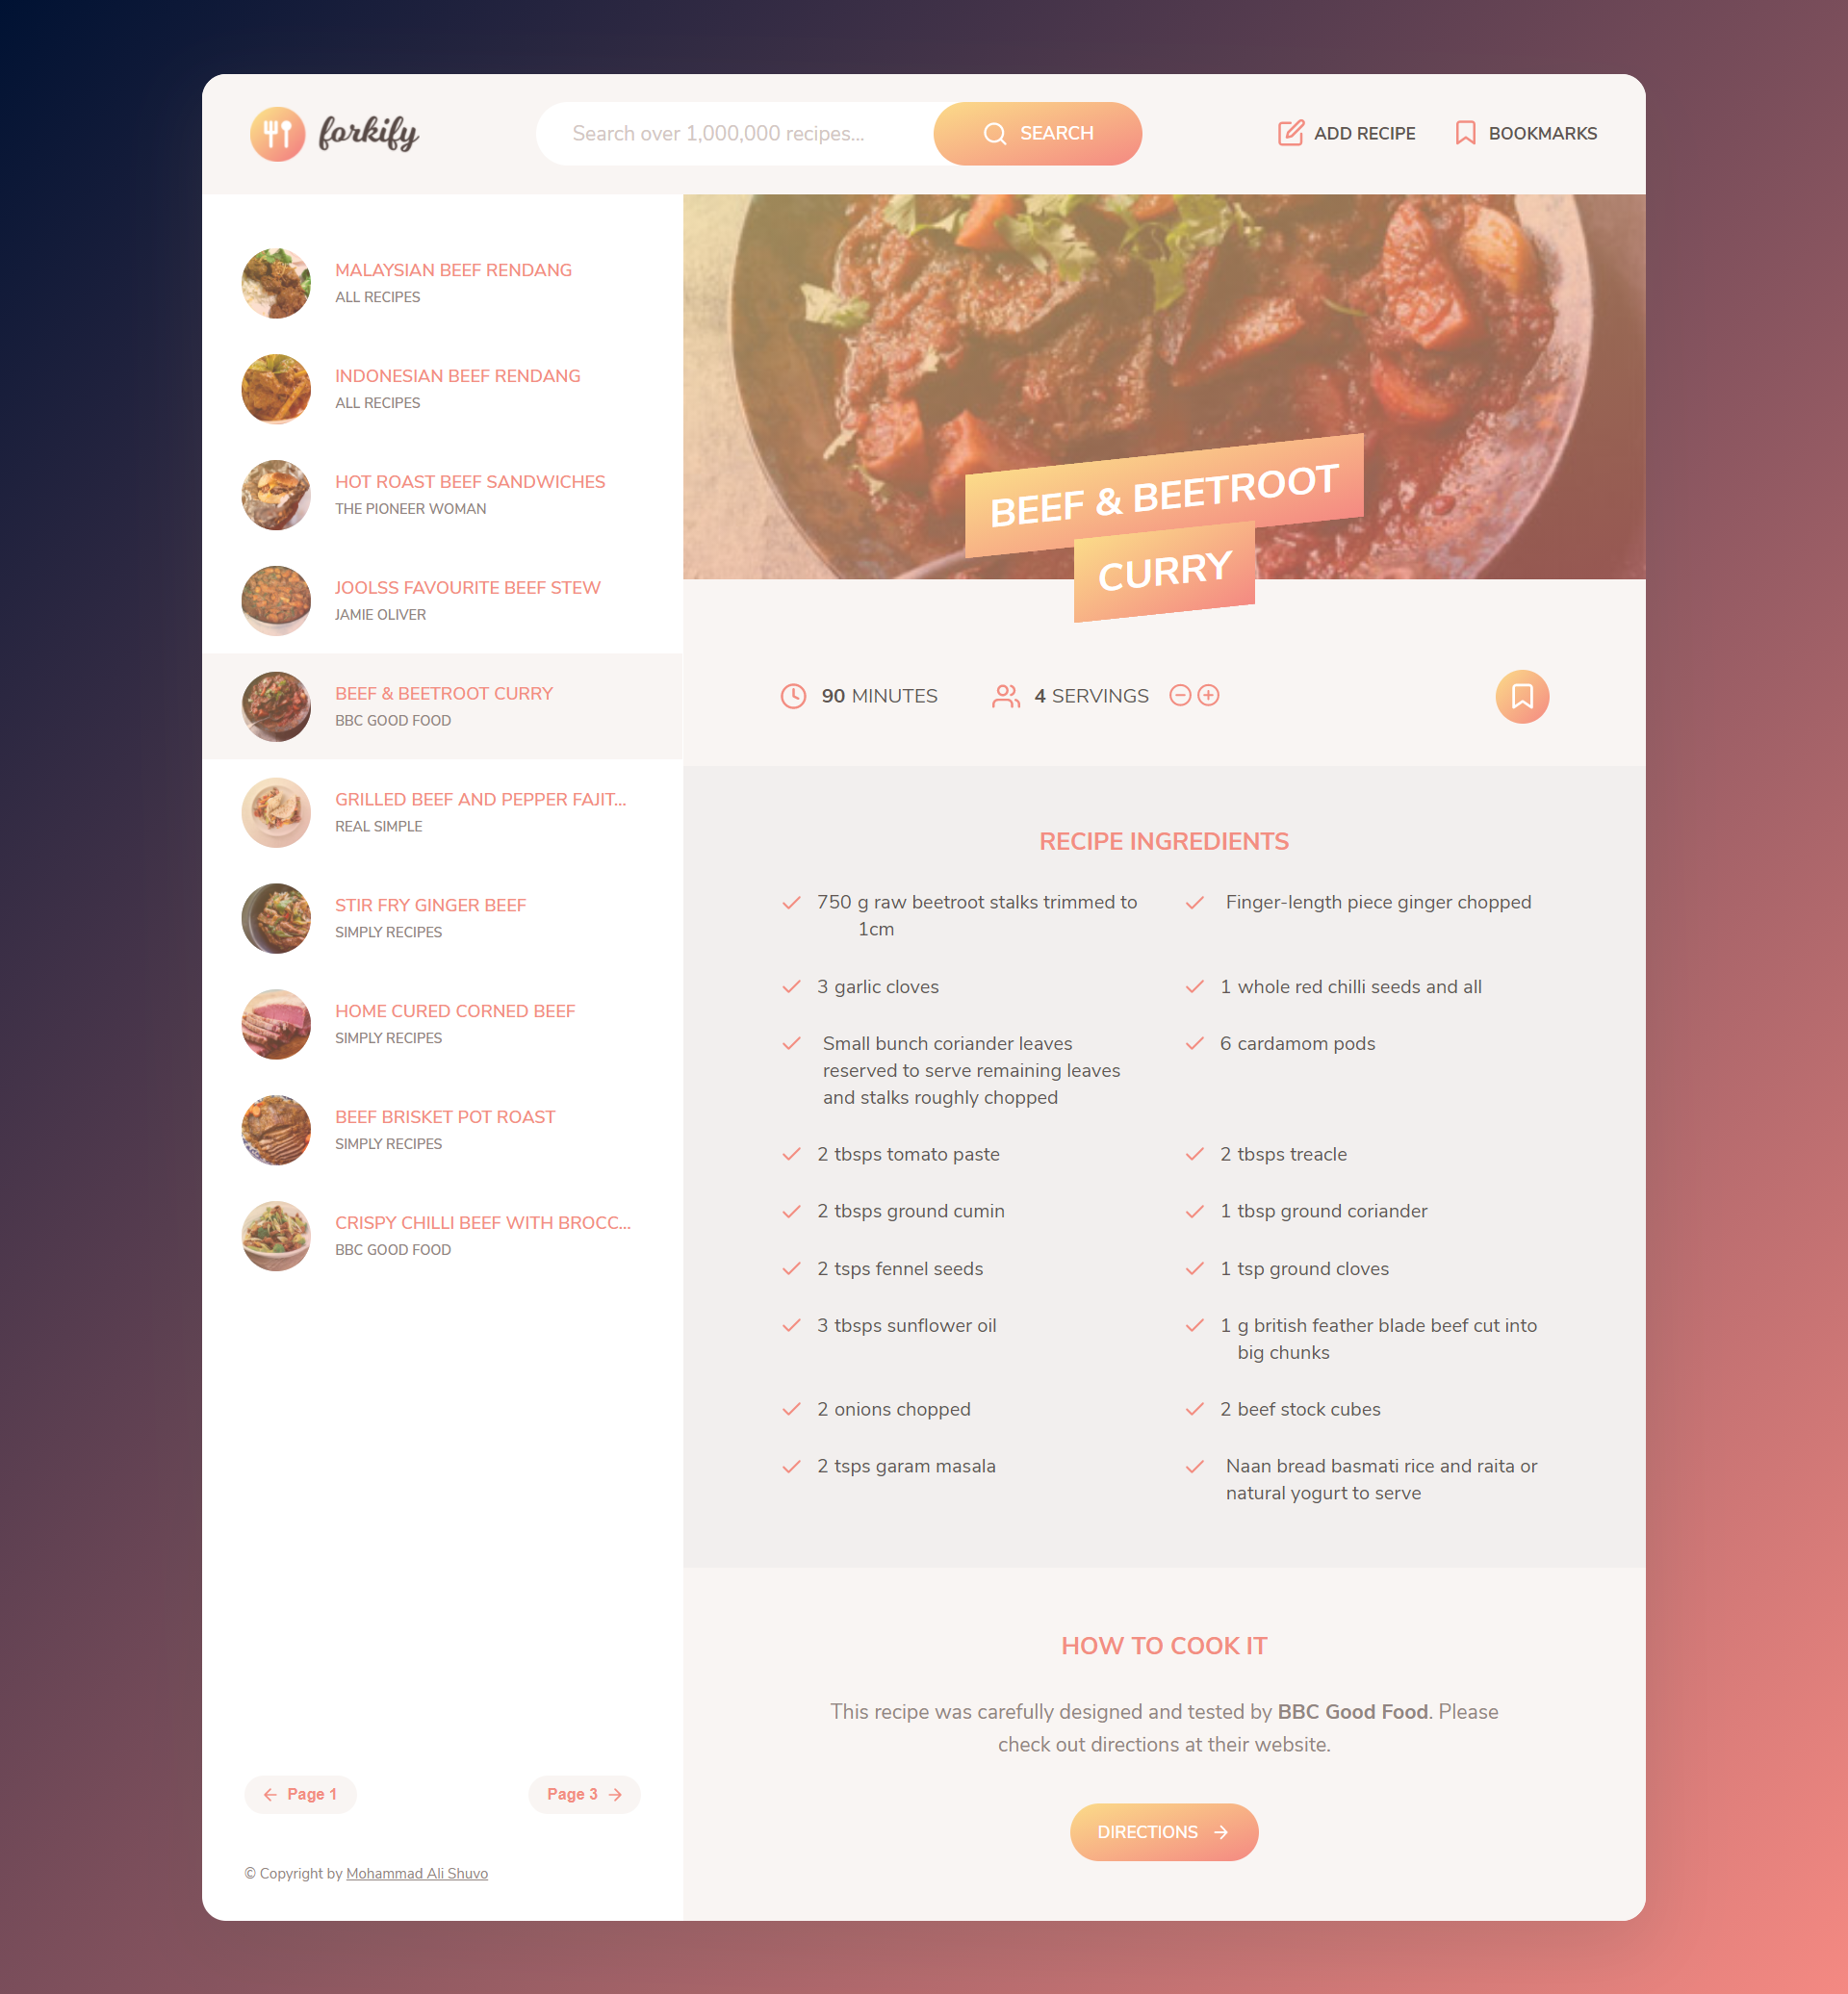 forkify
Search over 1,000,000 recipes...
SEARCH
ADD RECIPE
BOOKMARKS
MALAYSIAN BEEF RENDANG
ALL RECIPES
INDONESIAN BEEF RENDANG
ALL RECIPES
HOT ROAST BEEF SANDWICHES
THE PIONEER WOMAN
JOOLSS FAVOURITE BEEF STEW
JAMIE OLIVER
BEEF & BEETROOT CURRY
BBC GOOD FOOD
GRILLED BEEF AND PEPPER FAJIT...
REAL SIMPLE
STIR FRY GINGER BEEF
SIMPLY RECIPES
HOME CURED CORNED BEEF
SIMPLY RECIPES
BEEF BRISKET POT ROAST
SIMPLY RECIPES
CRISPY CHILLI BEEF WITH BROCC...
BBC GOOD FOOD
Page 1
Page 3
© Copyright by Mohammad Ali Shuvo
BEEF & BEETROOT
CURRY
90 MINUTES
4 SERVINGS
RECIPE INGREDIENTS
750 g raw beetroot stalks trimmed to
1cm
Finger-length piece ginger chopped
3 garlic cloves
1 whole red chilli seeds and all
Small bunch coriander leaves
reserved to serve remaining leaves
and stalks roughly chopped
6 cardamom pods
2 tbsps tomato paste
2 tbsps treacle
2 tbsps ground cumin
1 tbsp ground coriander
2 tsps fennel seeds
1 tsp ground cloves
3 tbsps sunflower oil
1 g british feather blade beef cut into
big chunks
2 onions chopped
2 beef stock cubes
2 tsps garam masala
Naan bread basmati rice and raita or
natural yogurt to serve
HOW TO COOK IT
This recipe was carefully designed and tested by BBC Good Food. Please
check out directions at their website.
DIRECTIONS